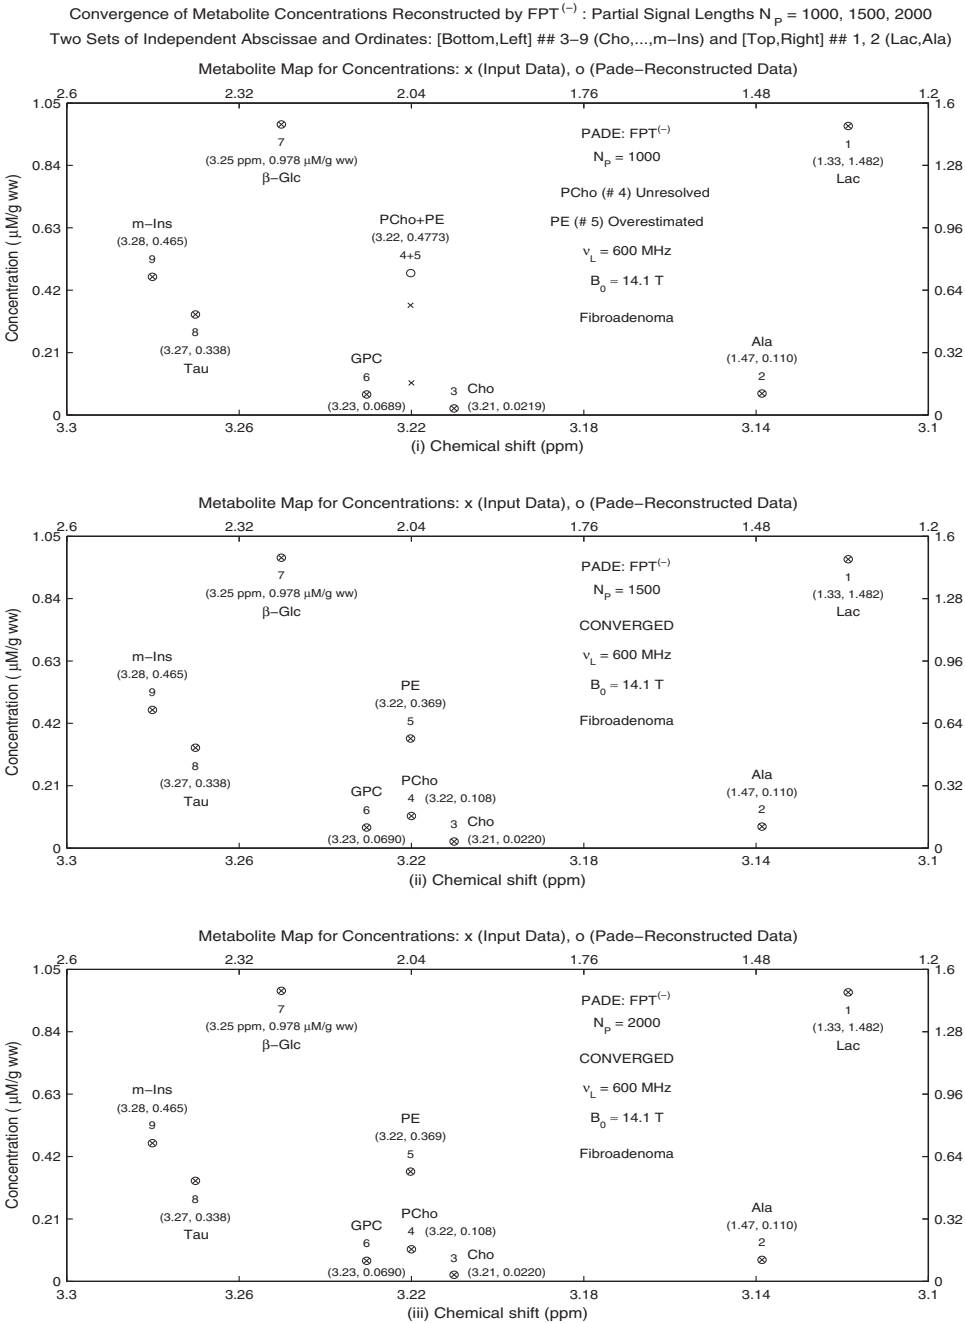 Convergence of Metabolite Concentrations Reconstructed by FPT(−) : Partial Signal Lengths NP = 1000, 1500, 2000
Two Sets of Independent Abscissae and Ordinates: [Bottom,Left] ## 3−9 (Cho,...,m−Ins) and [Top,Right] ## 1, 2 (Lac,Ala)
Metabolite Map for Concentrations: x (Input Data), o (Pade−Reconstructed Data)
2.6 2.32 2.04 1.76 1.48 1.2
1.05 1.6
0.84 1.28
0.63 0.96
0.42 0.64
0.21 0.32
0 0
Concentration ( μM/g ww)
7
(3.25 ppm, 0.978 μM/g ww)
β−Glc
PADE: FPT(−)
NP = 1000
PCho (# 4) Unresolved
PE (# 5) Overestimated
νL = 600 MHz
B0 = 14.1 T
Fibroadenoma
1
(1.33, 1.482)
Lac
m−Ins
(3.28, 0.465)
9
PCho+PE
(3.22, 0.4773)
4+5
8
(3.27, 0.338)
Tau
GPC
6
(3.23, 0.0689)
3 Cho
(3.21, 0.0219)
Ala
(1.47, 0.110)
2
3.3 3.26 3.22 3.18 3.14 3.1
(i) Chemical shift (ppm)
Metabolite Map for Concentrations: x (Input Data), o (Pade−Reconstructed Data)
2.6 2.32 2.04 1.76 1.48 1.2
1.05 1.6
0.84 1.28
0.63 0.96
0.42 0.64
0.21 0.32
0 0
Concentration ( μM/g ww)
7
(3.25 ppm, 0.978 μM/g ww)
β−Glc
PADE: FPT(−)
NP = 1500
CONVERGED
νL = 600 MHz
B0 = 14.1 T
Fibroadenoma
1
(1.33, 1.482)
Lac
m−Ins
(3.28, 0.465)
9
PE
(3.22, 0.369)
5
8
(3.27, 0.338)
Tau
GPC
6
(3.23, 0.0690)
PCho
4 (3.22, 0.108)
3 Cho
(3.21, 0.0220)
Ala
(1.47, 0.110)
2
3.3 3.26 3.22 3.18 3.14 3.1
(ii) Chemical shift (ppm)
Metabolite Map for Concentrations: x (Input Data), o (Pade−Reconstructed Data)
2.6 2.32 2.04 1.76 1.48 1.2
1.05 1.6
0.84 1.28
0.63 0.96
0.42 0.64
0.21 0.32
0 0
Concentration ( μM/g ww)
7
(3.25 ppm, 0.978 μM/g ww)
β−Glc
PADE: FPT(−)
NP = 2000
CONVERGED
νL = 600 MHz
B0 = 14.1 T
Fibroadenoma
1
(1.33, 1.482)
Lac
m−Ins
(3.28, 0.465)
9
PE
(3.22, 0.369)
5
8
(3.27, 0.338)
Tau
GPC
6
(3.23, 0.0690)
PCho
4 (3.22, 0.108)
3 Cho
(3.21, 0.0220)
Ala
(1.47, 0.110)
2
3.3 3.26 3.22 3.18 3.14 3.1
(iii) Chemical shift (ppm)